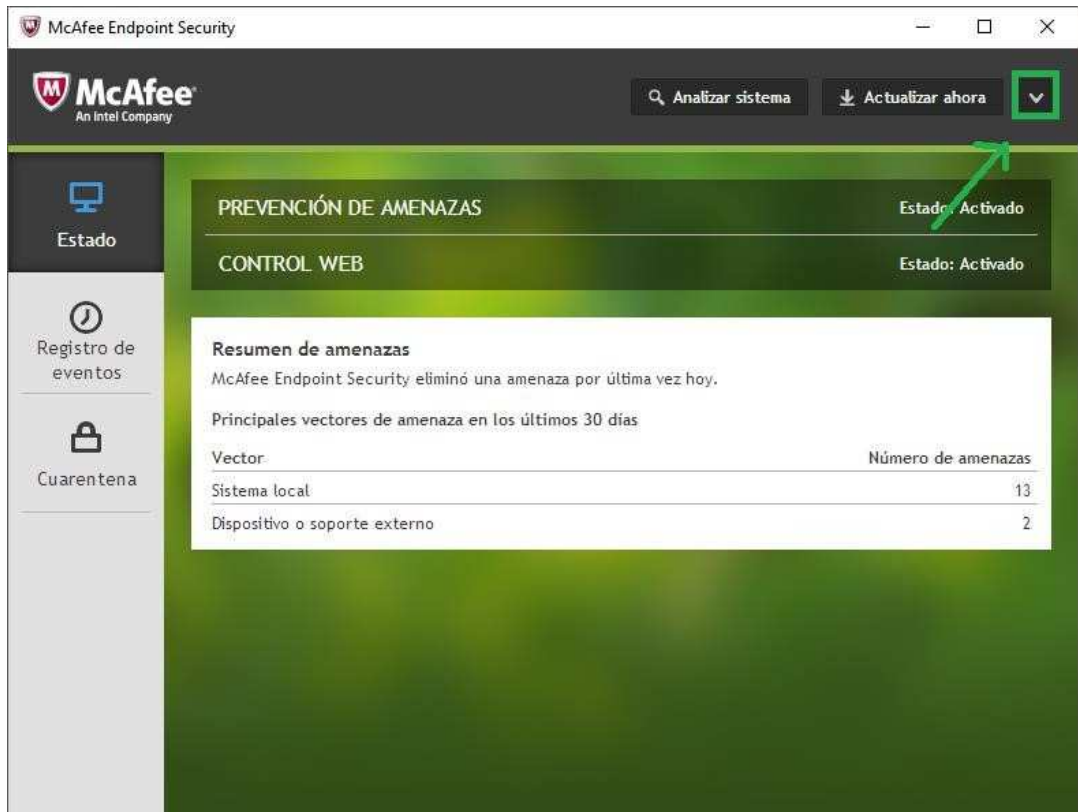 McAfee Endpoint Security
McAfee
An Intel Company
Analizar sistema
Actualizar ahora
Estado
Registro de
eventos
Cuarentena
PREVENCIÓN DE AMENAZAS
Estado: Activado
CONTROL WEB
Estado: Activado
Resumen de amenazas
McAfee Endpoint Security eliminó una amenaza por última vez hoy.
Principales vectores de amenaza en los últimos 30 días
Vector Número de amenazas
Sistema local 13
Dispositivo o soporte externo 2